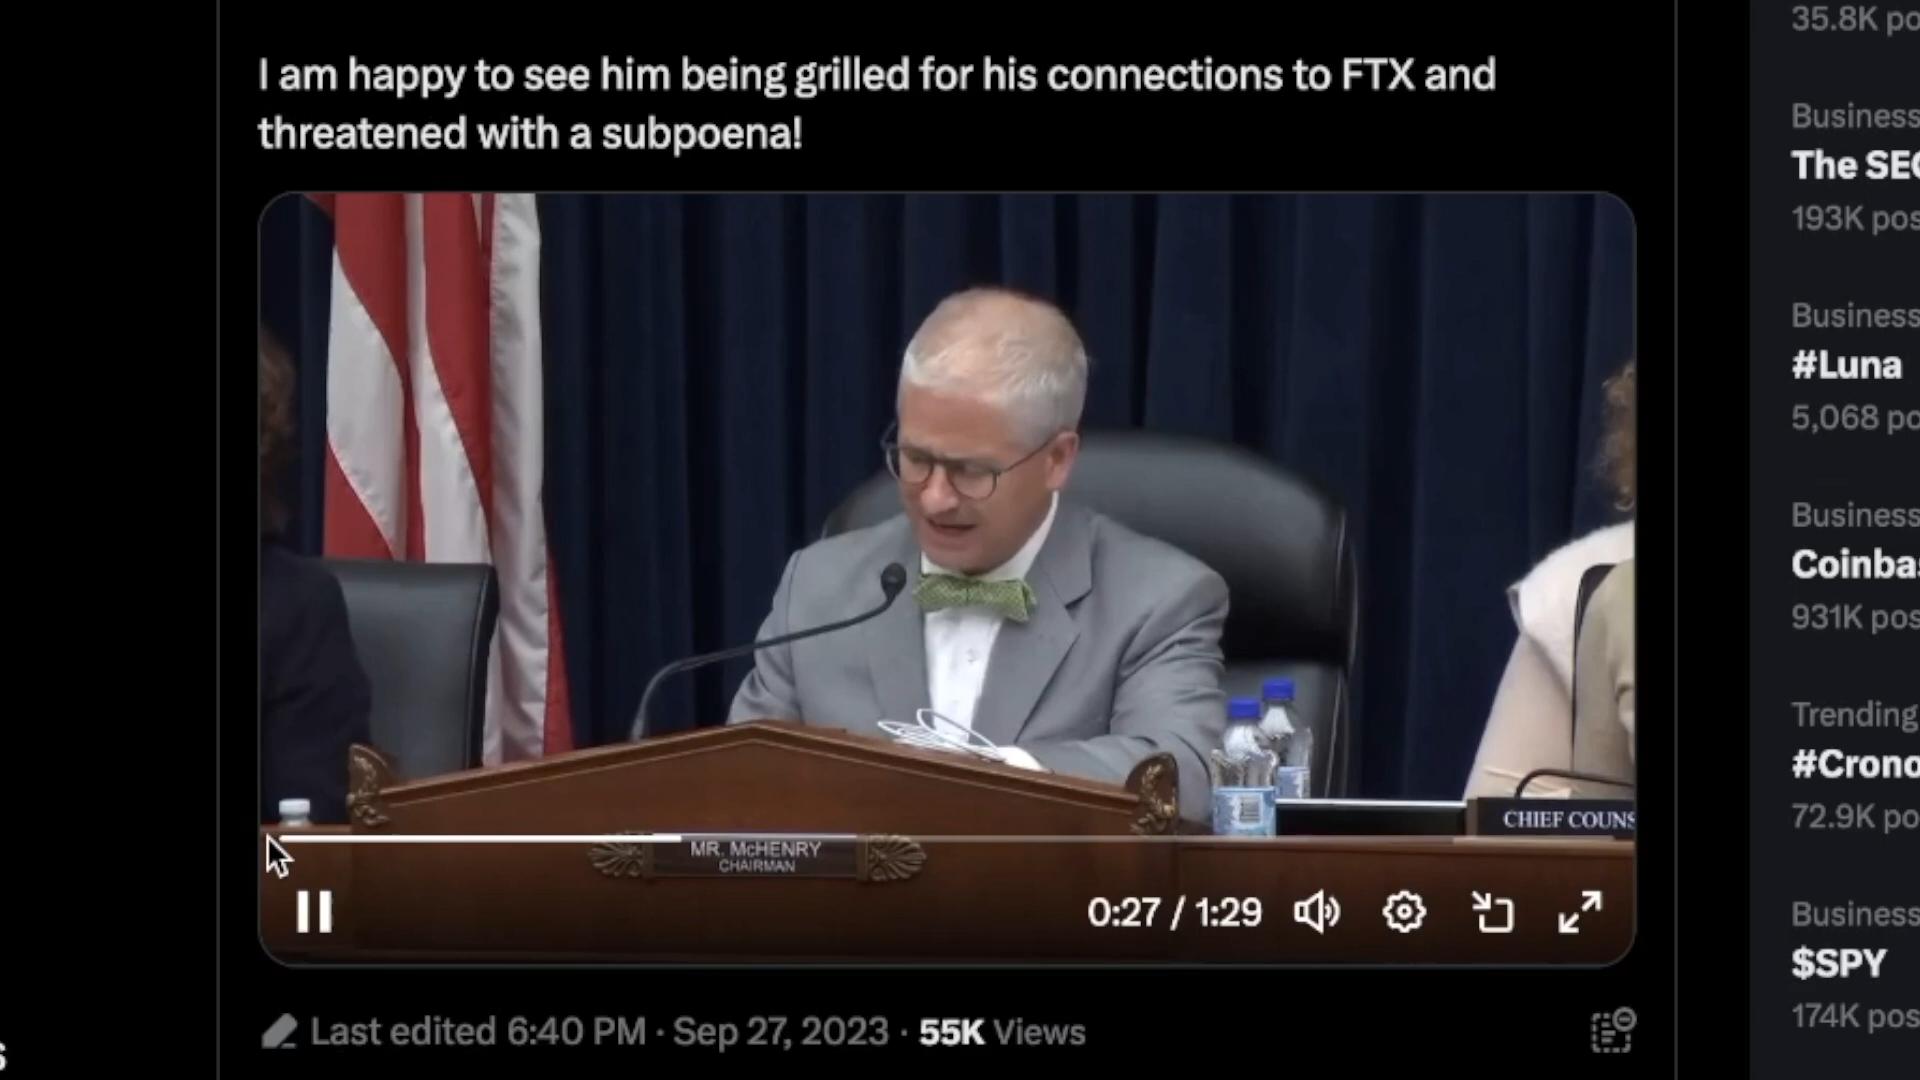 I am happy to see him being grilled for his connections to FTX and
threatened with a subpoena!
MR. McHENRY
CHAIRMAN
CHIEF COUNS
0:27 / 1:29
Last edited 6:40 PM · Sep 27, 2023 · 55K Views
35.8K po
Business
The SEC
193K pos
Business
#Luna
5,068 po
Business
Coinbas
931K pos
Trending
#Crono
72.9K po
Business
$SPY
174K pos